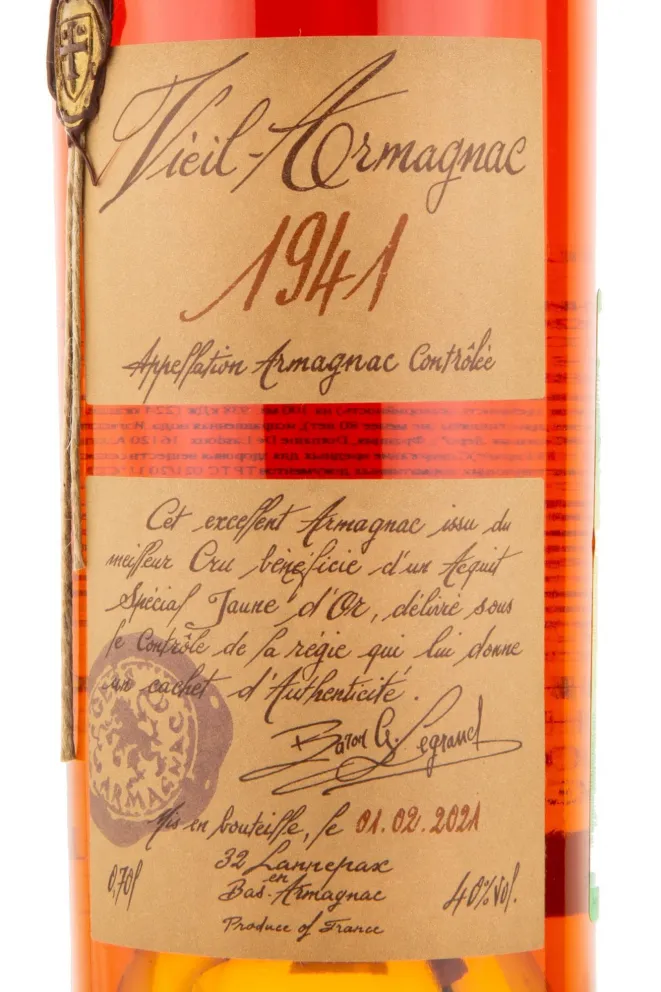 Vieil-Armagnac
1941
Appellation Armagnac Contrôlée
Cet excellent Armagnac issu du
meilleur Cru bénéficie d'un Acquit
Spécial Jaune d'Or, délivré sous
le Contrôle de la régie qui lui donne
un cachet d'Authenticité.
Baron G. Legrand
ARMAGNAC
Mis en bouteille, le 01.02.2021
32 Lannepax
en
Bas-Armagnac
0,70l
40%vol.
Produce of France